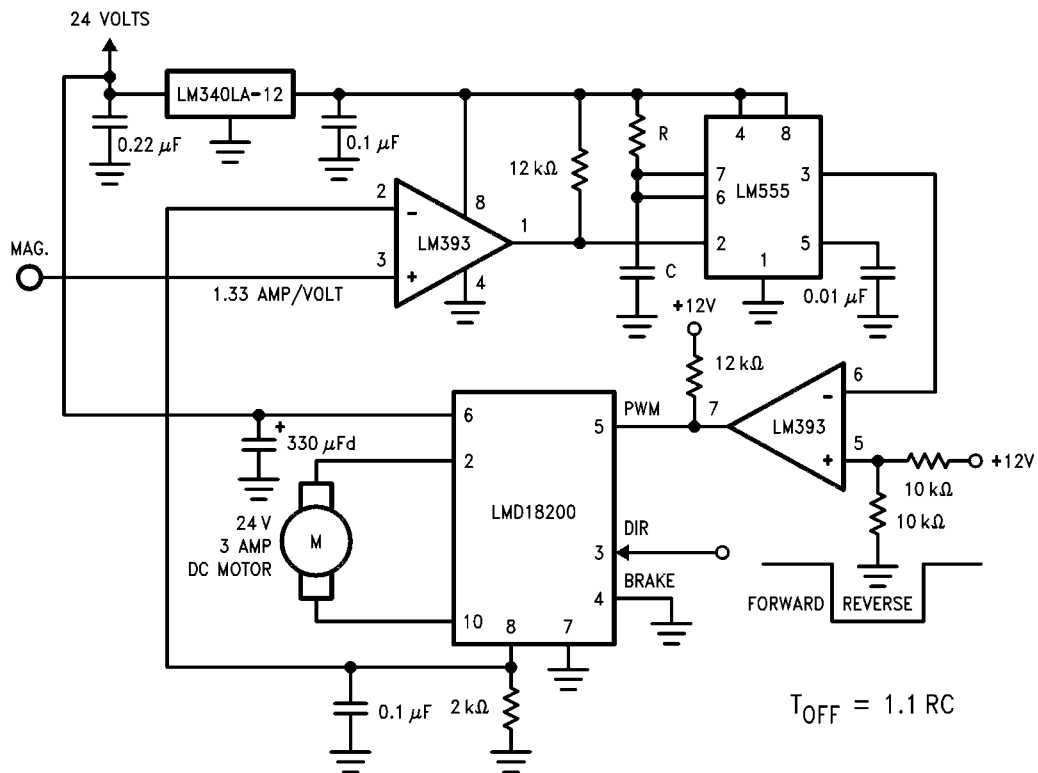 24 VOLTS
LM340LA-12
0.22 μF
0.1 μF
12 kΩ
R
4
8
7
6
LM555
3
2
5
1
C
0.01 μF
2
8
LM393
1
MAG.
3
4
1.33 AMP/VOLT
+12V
12 kΩ
6
PWM
7
LM393
5
+12V
10 kΩ
10 kΩ
330 μFd
6
5
2
LMD18200
24 V
3 AMP
DC MOTOR
M
DIR
3
BRAKE
4
10
8
7
FORWARD
REVERSE
0.1 μF
2 kΩ
TOFF = 1.1 RC